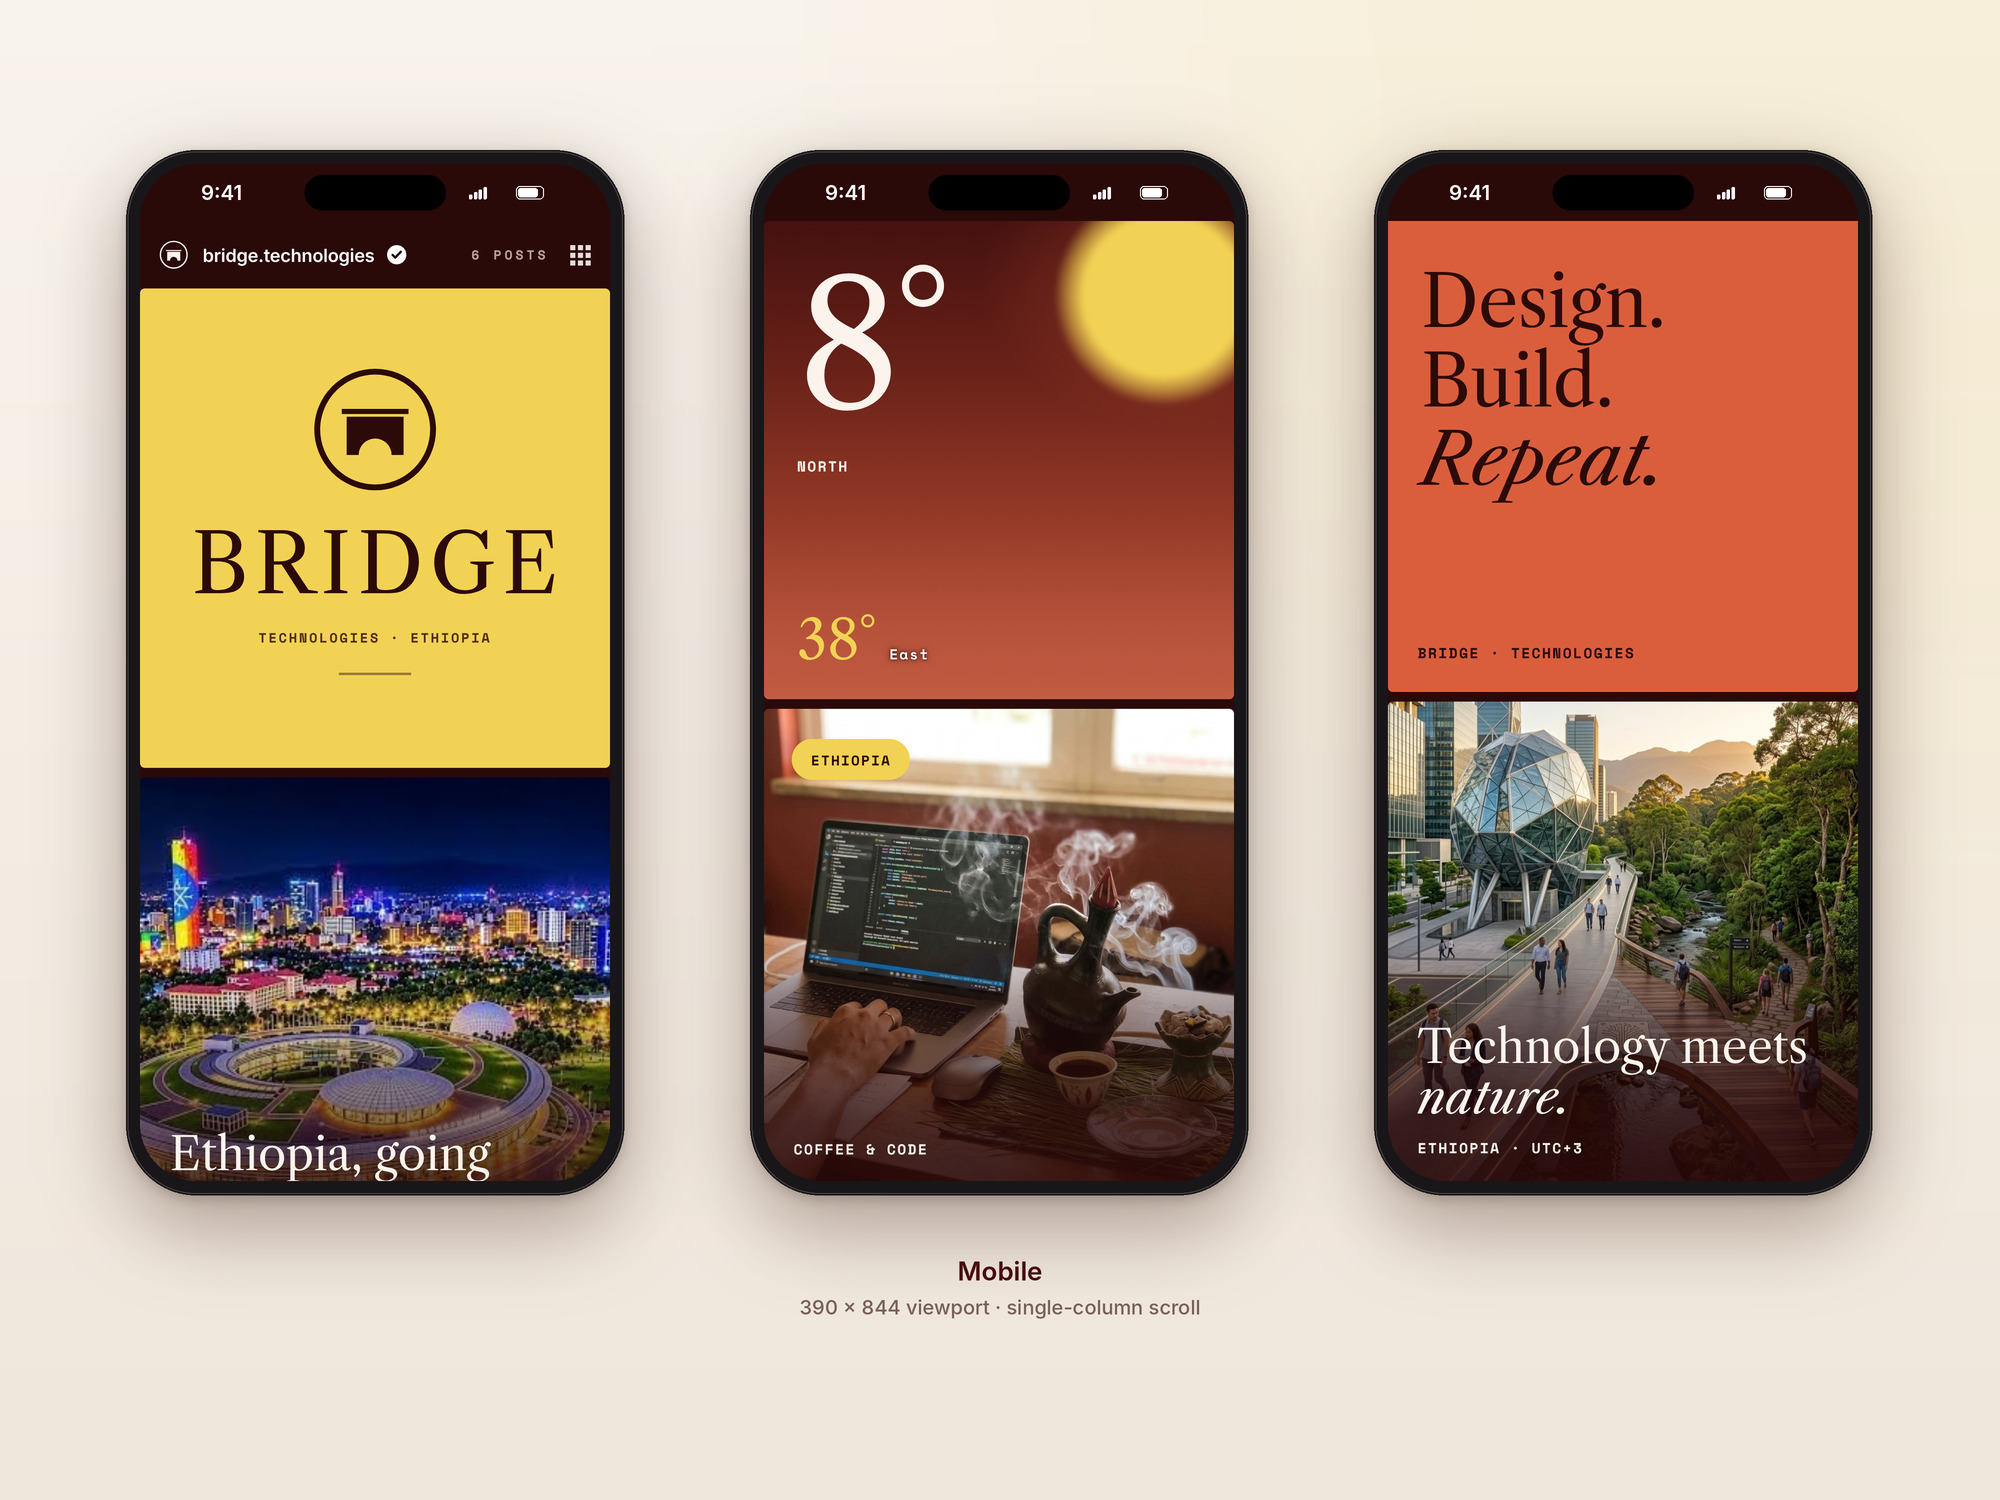 9:41
bridge.technologies
6 POSTS
BRIDGE
TECHNOLOGIES · ETHIOPIA
Ethiopia, going
9:41
8°
NORTH
38° East
ETHIOPIA
COFFEE & CODE
9:41
Design.
Build.
Repeat.
BRIDGE · TECHNOLOGIES
Technology meets
nature.
ETHIOPIA · UTC+3
Mobile
390 × 844 viewport · single-column scroll